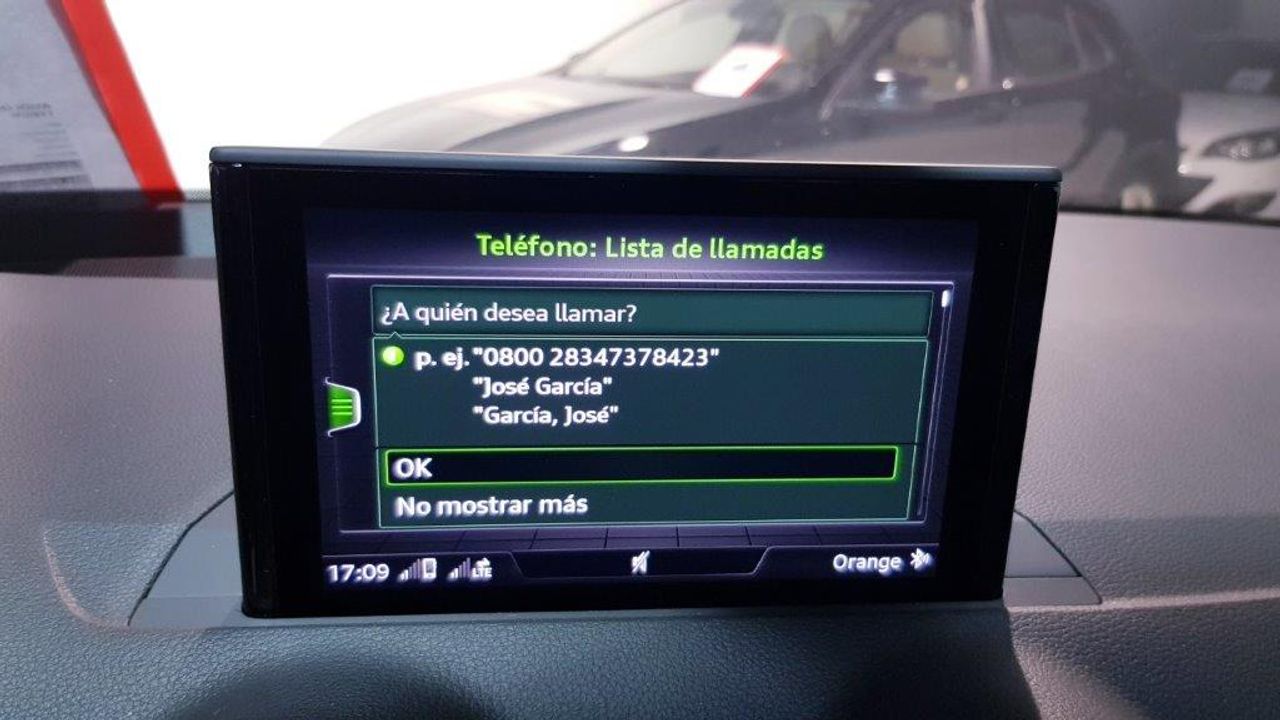 Teléfono: Lista de llamadas
¿A quién desea llamar?
p. ej. "0800 28347378423"
"José García"
"García, José"
OK
No mostrar más
17:09 LTE Orange